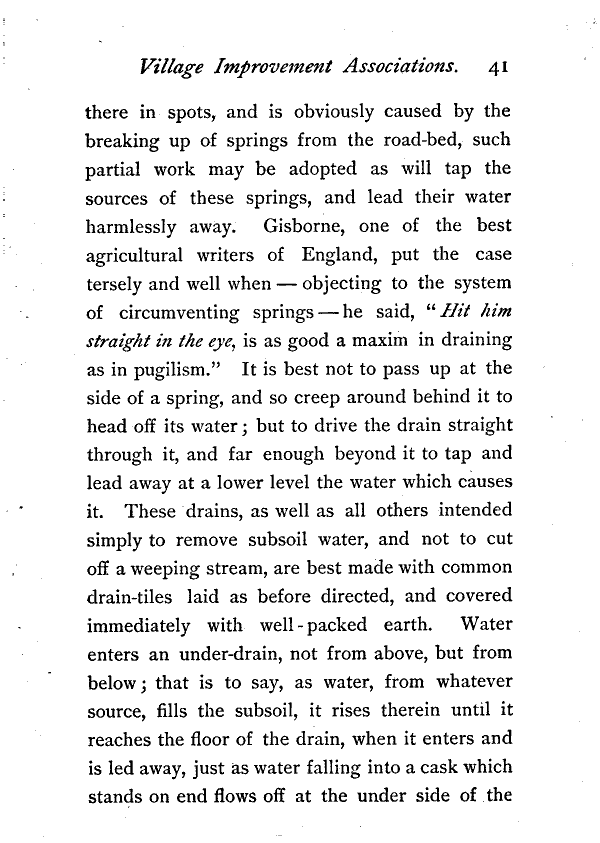 Village Improvement Associations. 41
there in spots, and is obviously caused by the
breaking up of springs from the road-bed, such
partial work may be adopted as will tap the
sources of these springs, and lead their water
harmlessly away. Gisborne, one of the best
agricultural writers of England, put the case
tersely and well when — objecting to the system
of circumventing springs — he said, “Hit him
straight in the eye, is as good a maxim in draining
as in pugilism.” It is best not to pass up at the
side of a spring, and so creep around behind it to
head off its water; but to drive the drain straight
through it, and far enough beyond it to tap and
lead away at a lower level the water which causes
it. These drains, as well as all others intended
simply to remove subsoil water, and not to cut
off a weeping stream, are best made with common
drain-tiles laid as before directed, and covered
immediately with well-packed earth. Water
enters an under-drain, not from above, but from
below; that is to say, as water, from whatever
source, fills the subsoil, it rises therein until it
reaches the floor of the drain, when it enters and
is led away, just as water falling into a cask which
stands on end flows off at the under side of the